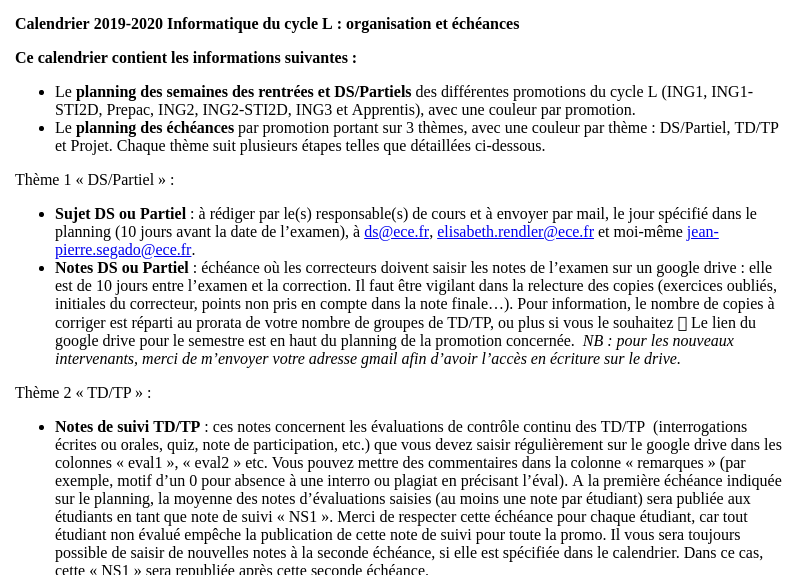 Calendrier 2019-2020 Informatique du cycle L : organisation et échéances
Ce calendrier contient les informations suivantes :
• Le planning des semaines des rentrées et DS/Partiels des différentes promotions du cycle L (ING1, ING1-
STI2D, Prepac, ING2, ING2-STI2D, ING3 et Apprentis), avec une couleur par promotion.
• Le planning des échéances par promotion portant sur 3 thèmes, avec une couleur par thème : DS/Partiel, TD/TP
et Projet. Chaque thème suit plusieurs étapes telles que détaillées ci-dessous.
Thème 1 « DS/Partiel » :
• Sujet DS ou Partiel : à rédiger par le(s) responsable(s) de cours et à envoyer par mail, le jour spécifié dans le
planning (10 jours avant la date de l’examen), à ds@ece.fr, elisabeth.rendler@ece.fr et moi-même jean-
pierre.segado@ece.fr.
• Notes DS ou Partiel : échéance où les correcteurs doivent saisir les notes de l’examen sur un google drive : elle
est de 10 jours entre l’examen et la correction. Il faut être vigilant dans la relecture des copies (exercices oubliés,
initiales du correcteur, points non pris en compte dans la note finale…). Pour information, le nombre de copies à
corriger est réparti au prorata de votre nombre de groupes de TD/TP, ou plus si vous le souhaitez Le lien du
google drive pour le semestre est en haut du planning de la promotion concernée. NB : pour les nouveaux
intervenants, merci de m’envoyer votre adresse gmail afin d’avoir l’accès en écriture sur le drive.
Thème 2 « TD/TP » :
• Notes de suivi TD/TP : ces notes concernent les évaluations de contrôle continu des TD/TP (interrogations
écrites ou orales, quiz, note de participation, etc.) que vous devez saisir régulièrement sur le google drive dans les
colonnes « eval1 », « eval2 » etc. Vous pouvez mettre des commentaires dans la colonne « remarques » (par
exemple, motif d’un 0 pour absence à une interro ou plagiat en précisant l’éval). A la première échéance indiquée
sur le planning, la moyenne des notes d’évaluations saisies (au moins une note par étudiant) sera publiée aux
étudiants en tant que note de suivi « NS1 ». Merci de respecter cette échéance pour chaque étudiant, car tout
étudiant non évalué empêche la publication de cette note de suivi pour toute la promo. Il vous sera toujours
possible de saisir de nouvelles notes à la seconde échéance, si elle est spécifiée dans le calendrier. Dans ce cas,
cette « NS1 » sera republiée après cette seconde échéance.